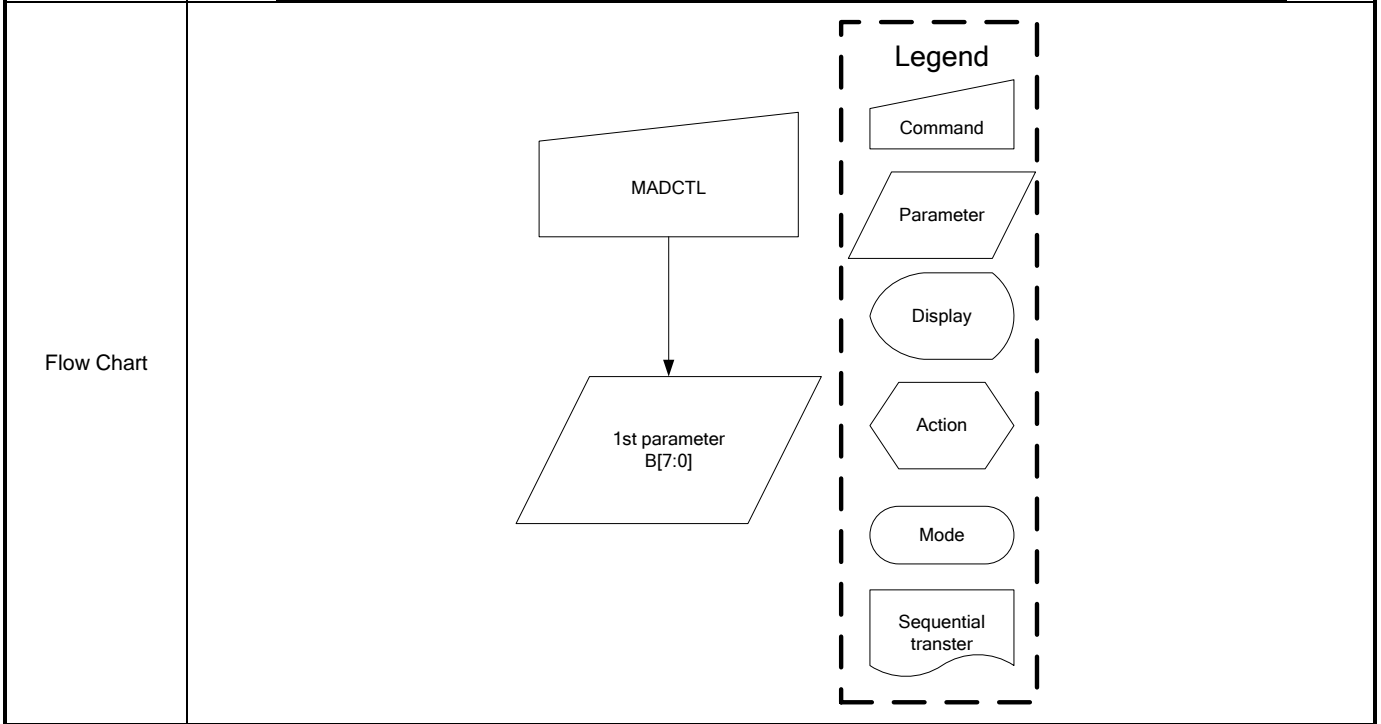 Flow Chart
MADCTL
1st parameter
B[7:0]
Legend
Command
Parameter
Display
Action
Mode
Sequential
transter